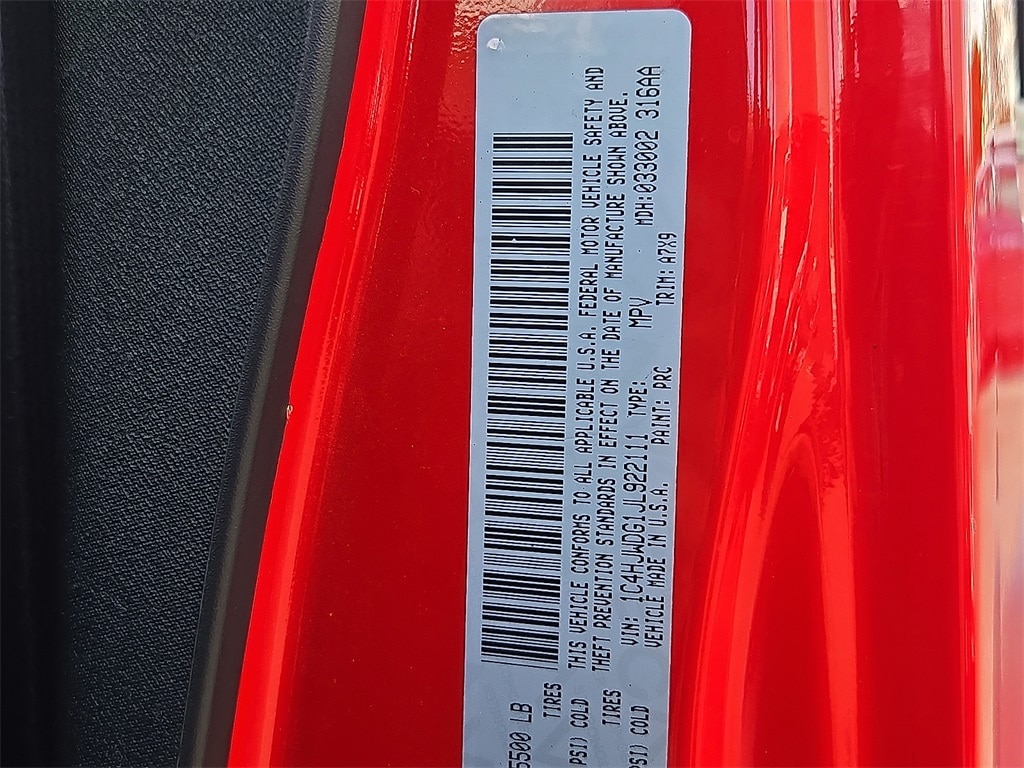 5500 LB
TIRES
PSI) COLD
THIS VEHICLE CONFORMS TO ALL APPLICABLE U.S.A. FEDERAL MOTOR VEHICLE SAFETY AND
THEFT PREVENTION STANDARDS IN EFFECT ON THE DATE OF MANUFACTURE SHOWN ABOVE.
TIRES
VIN: 1C4HJWDG1JL922111 TYPE: MPV MDH:033002 316AA
PSI) COLD
VEHICLE MADE IN U.S.A. PAINT: PRC TRIM:A7X9